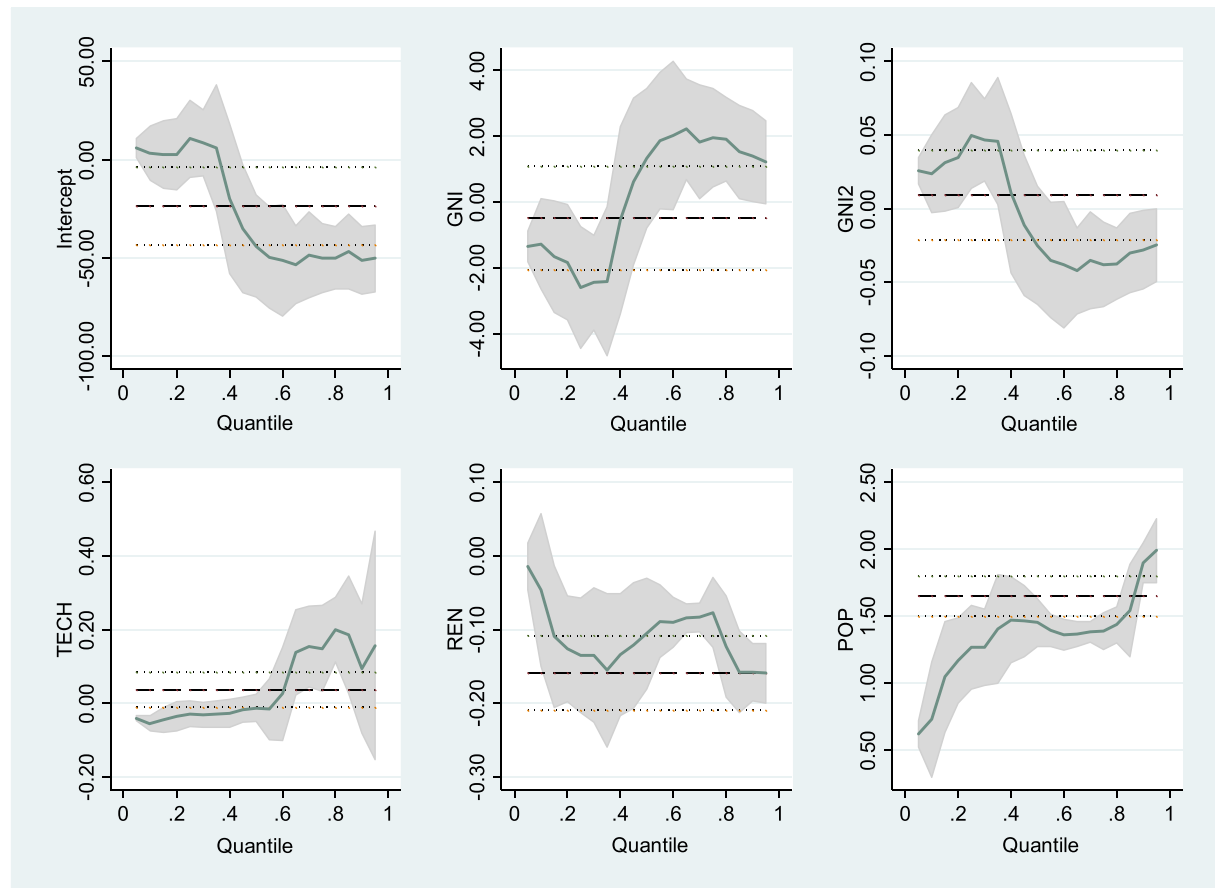 50.00
0.00
-50.00
-100.00
Intercept
0 .2 .4 .6 .8 1
Quantile
4.00
2.00
0.00
-2.00
-4.00
GNI
0 .2 .4 .6 .8 1
Quantile
0.10
0.05
0.00
-0.05
-0.10
GNI2
0 .2 .4 .6 .8 1
Quantile
0.60
0.40
0.20
0.00
-0.20
TECH
0 .2 .4 .6 .8 1
Quantile
0.10
0.00
-0.10
-0.20
-0.30
REN
0 .2 .4 .6 .8 1
Quantile
2.50
2.00
1.50
1.00
0.50
POP
0 .2 .4 .6 .8 1
Quantile